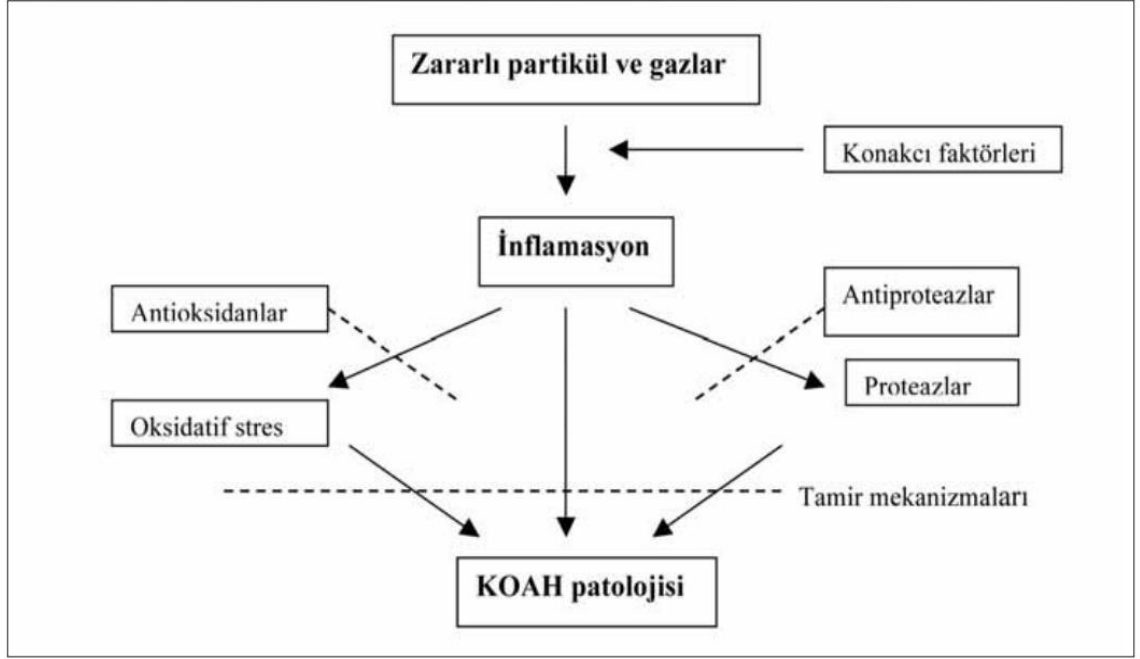 Zararlı partikül ve gazlar
Konakcı faktörleri
İnflamasyon
Antioksidanlar
Antiproteazlar
Proteazlar
Oksidatif stres
Tamir mekanizmaları
KOAH patolojisi